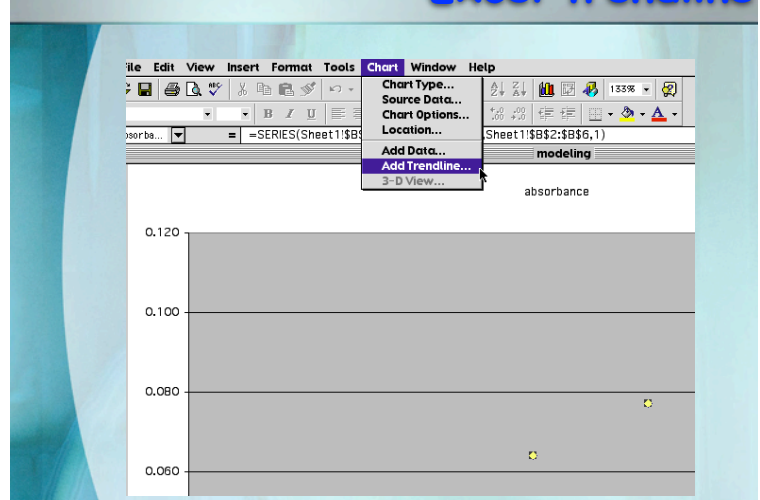 Excel Trendline
ile Edit View Insert Format Tools Chart Window Help
Chart Type...
Source Data...
Chart Options...
Location...
Add Data...
Add Trendline...
3-D View...
133%
B I U
sorba... = =SERIES(Sheet1!$B$ ,Sheet1!$B$2:$B$6,1)
modeling
absorbance
0.120
0.100
0.080
0.060